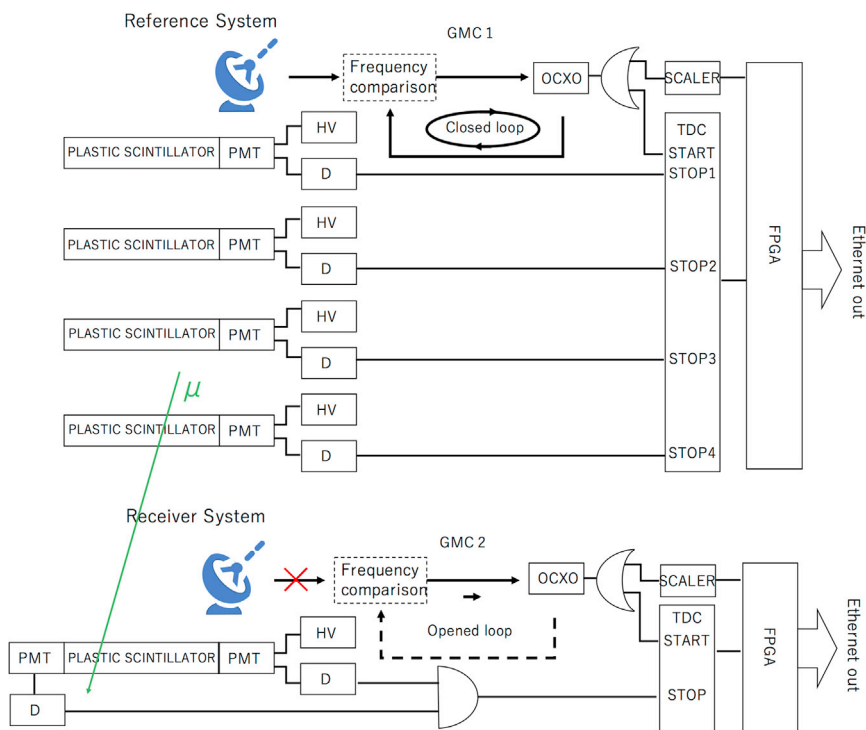 Reference System
GMC 1
Frequency
comparison
OCXO
SCALER
Closed loop
TDC
START
STOP1
HV
PLASTIC SCINTILLATOR PMT
D
HV
PLASTIC SCINTILLATOR PMT
D
STOP2
FPGA
Ethernet out
HV
PLASTIC SCINTILLATOR PMT
D
STOP3
μ
HV
PLASTIC SCINTILLATOR PMT
D
STOP4
Receiver System
GMC 2
Frequency
comparison
OCXO
SCALER
Opened loop
TDC
START
HV
PMT PLASTIC SCINTILLATOR PMT
D
STOP
D
FPGA
Ethernet out